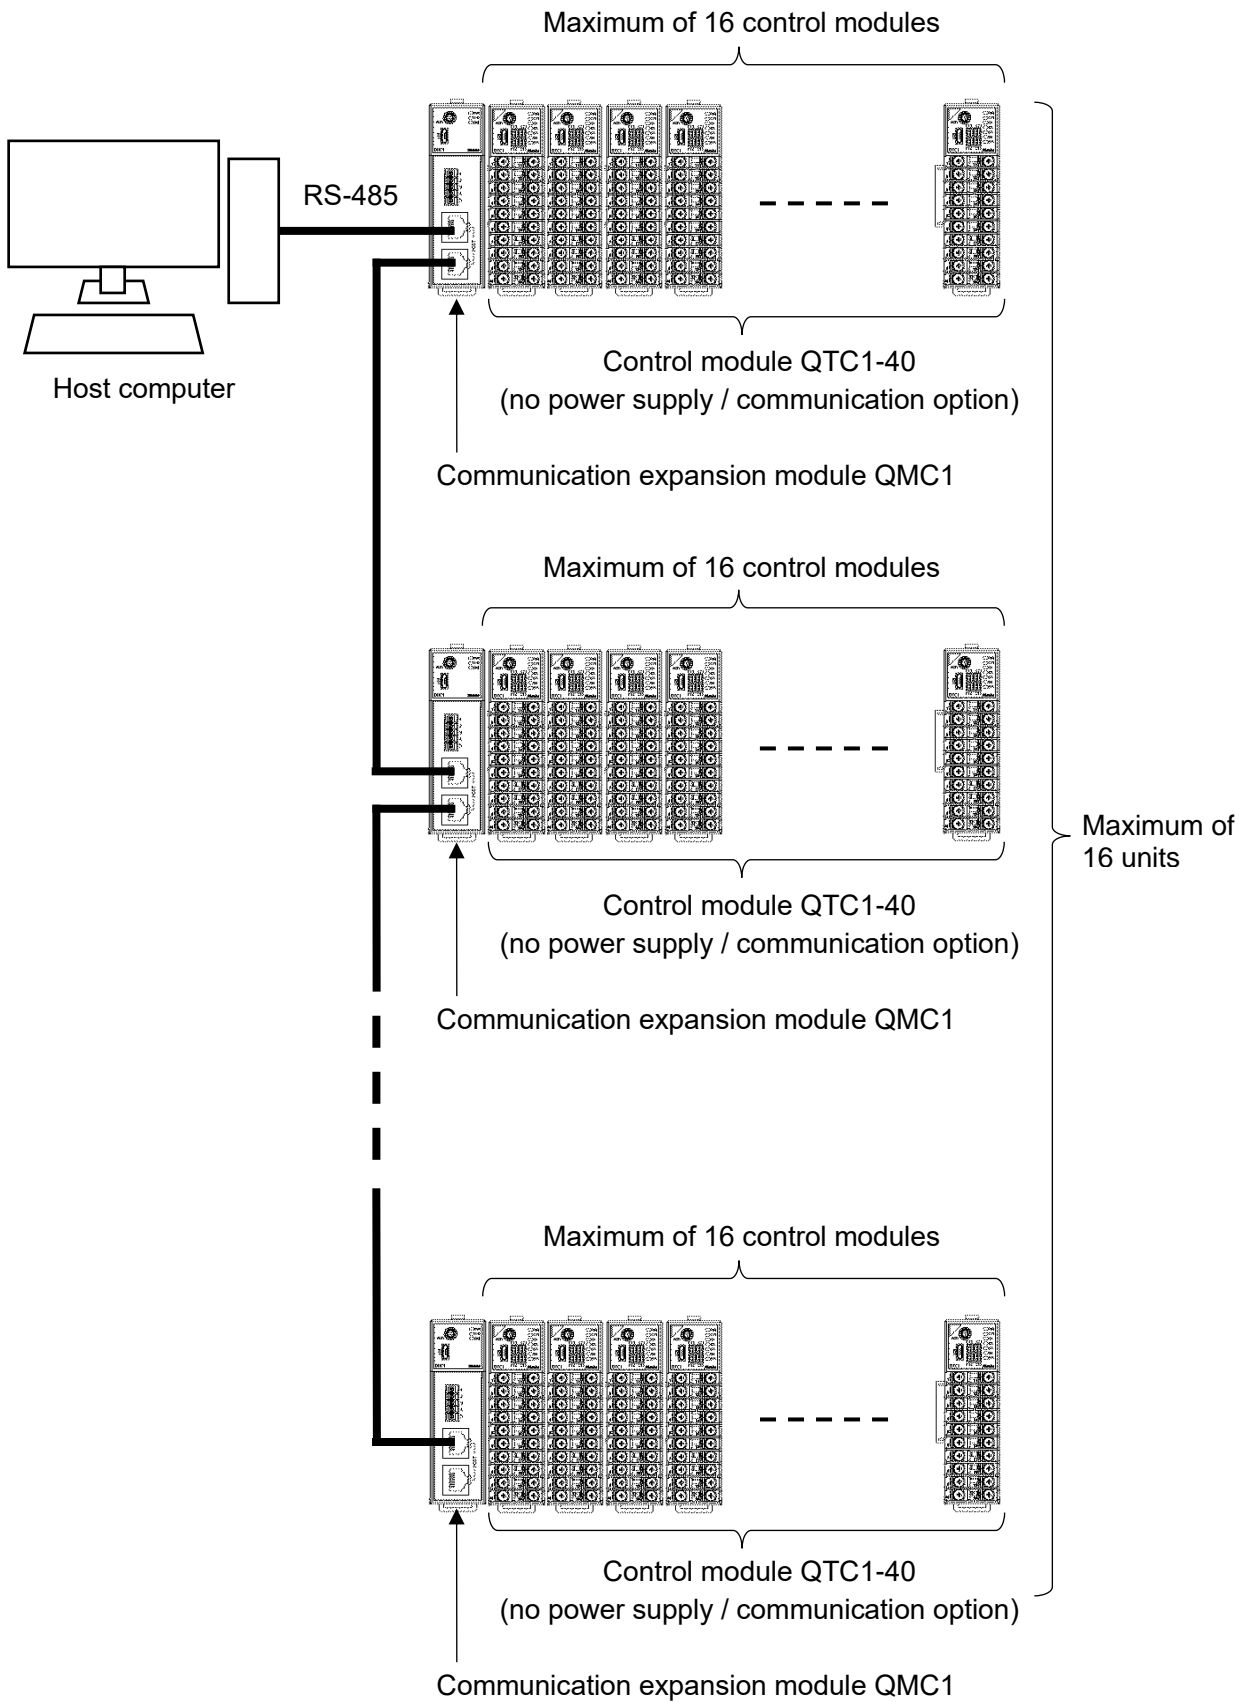 Maximum of 16 control modules
RS-485
Host computer
Control module QTC1-40
(no power supply / communication option)
Communication expansion module QMC1
Maximum of 16 control modules
Maximum of
16 units
Control module QTC1-40
(no power supply / communication option)
Communication expansion module QMC1
Maximum of 16 control modules
Control module QTC1-40
(no power supply / communication option)
Communication expansion module QMC1